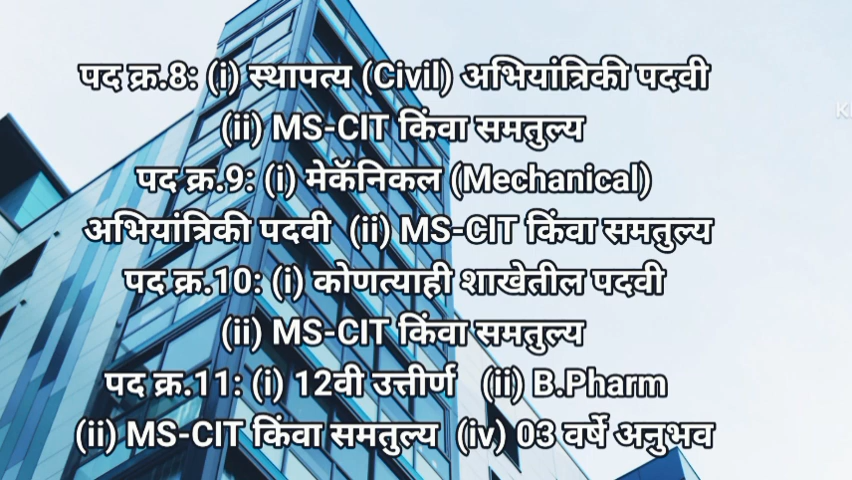 पद क्र.8: (i) स्थापत्य (Civil) अभियांत्रिकी पदवी
(ii) MS-CIT किंवा समतुल्य
पद क्र.9: (i) मेकॅनिकल (Mechanical)
अभियांत्रिकी पदवी (ii) MS-CIT किंवा समतुल्य
पद क्र.10: (i) कोणत्याही शाखेतील पदवी
(ii) MS-CIT किंवा समतुल्य
पद क्र.11: (i) 12वी उत्तीर्ण (ii) B.Pharm
(ii) MS-CIT किंवा समतुल्य (iv) 03 वर्षे अनुभव